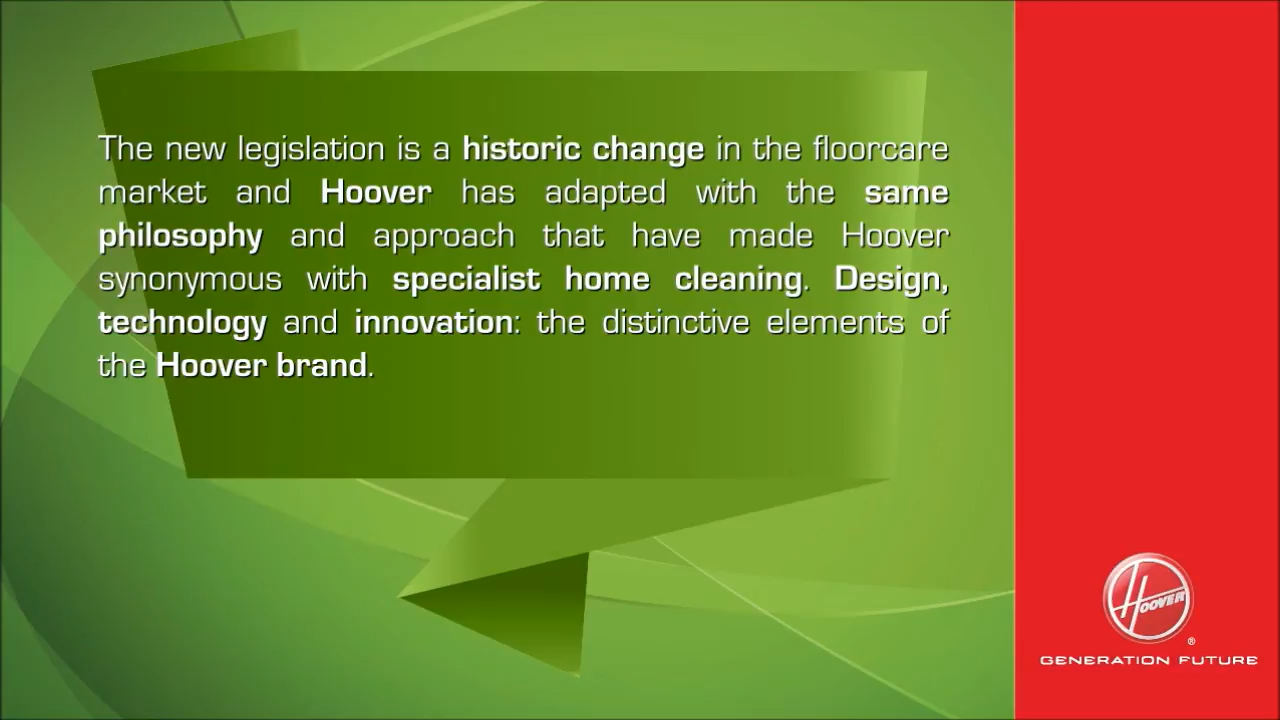 The new legislation is a historic change in the floorcare
market and Hoover has adapted with the same
philosophy and approach that have made Hoover
synonymous with specialist home cleaning. Design,
technology and innovation: the distinctive elements of
the Hoover brand.
HOOVER
®
GENERATION FUTURE